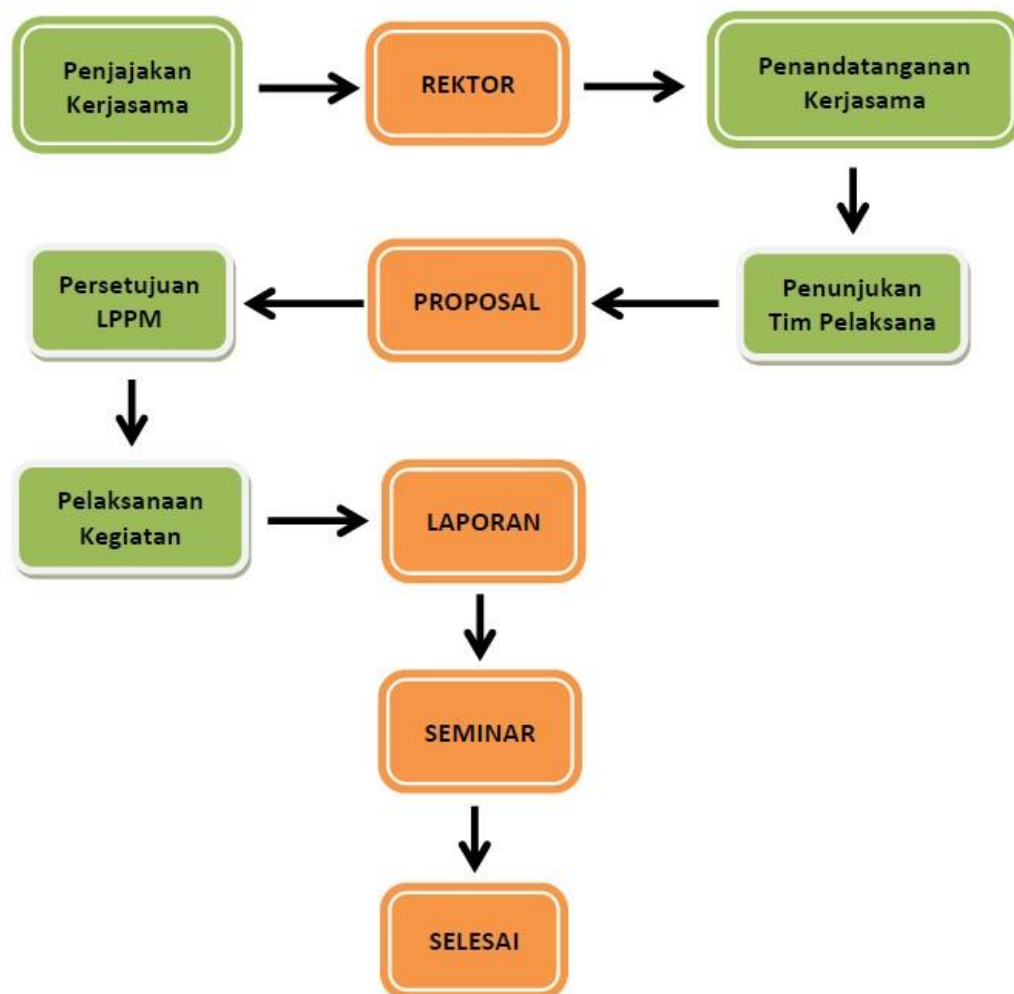 Penjajakan
Kerjasama
REKTOR
Penandatanganan
Kerjasama
Penunjukan
Tim Pelaksana
PROPOSAL
Persetujuan
LPPM
Pelaksanaan
Kegiatan
LAPORAN
SEMINAR
SELESAI